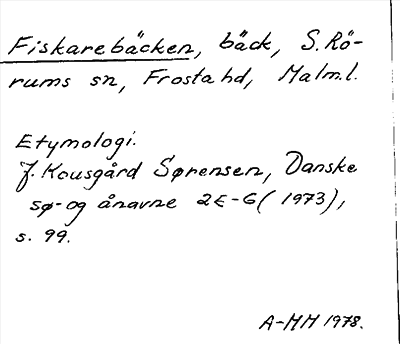 Fiskarebäcken, bäck, S. Rö-
rums sn, Frosta hd, Malm.l.
Etymologi.
J. Kousgård Sørensen, Danske
sø- og ånavne 2E-G (1973),
s. 99.
A-MH 1978.